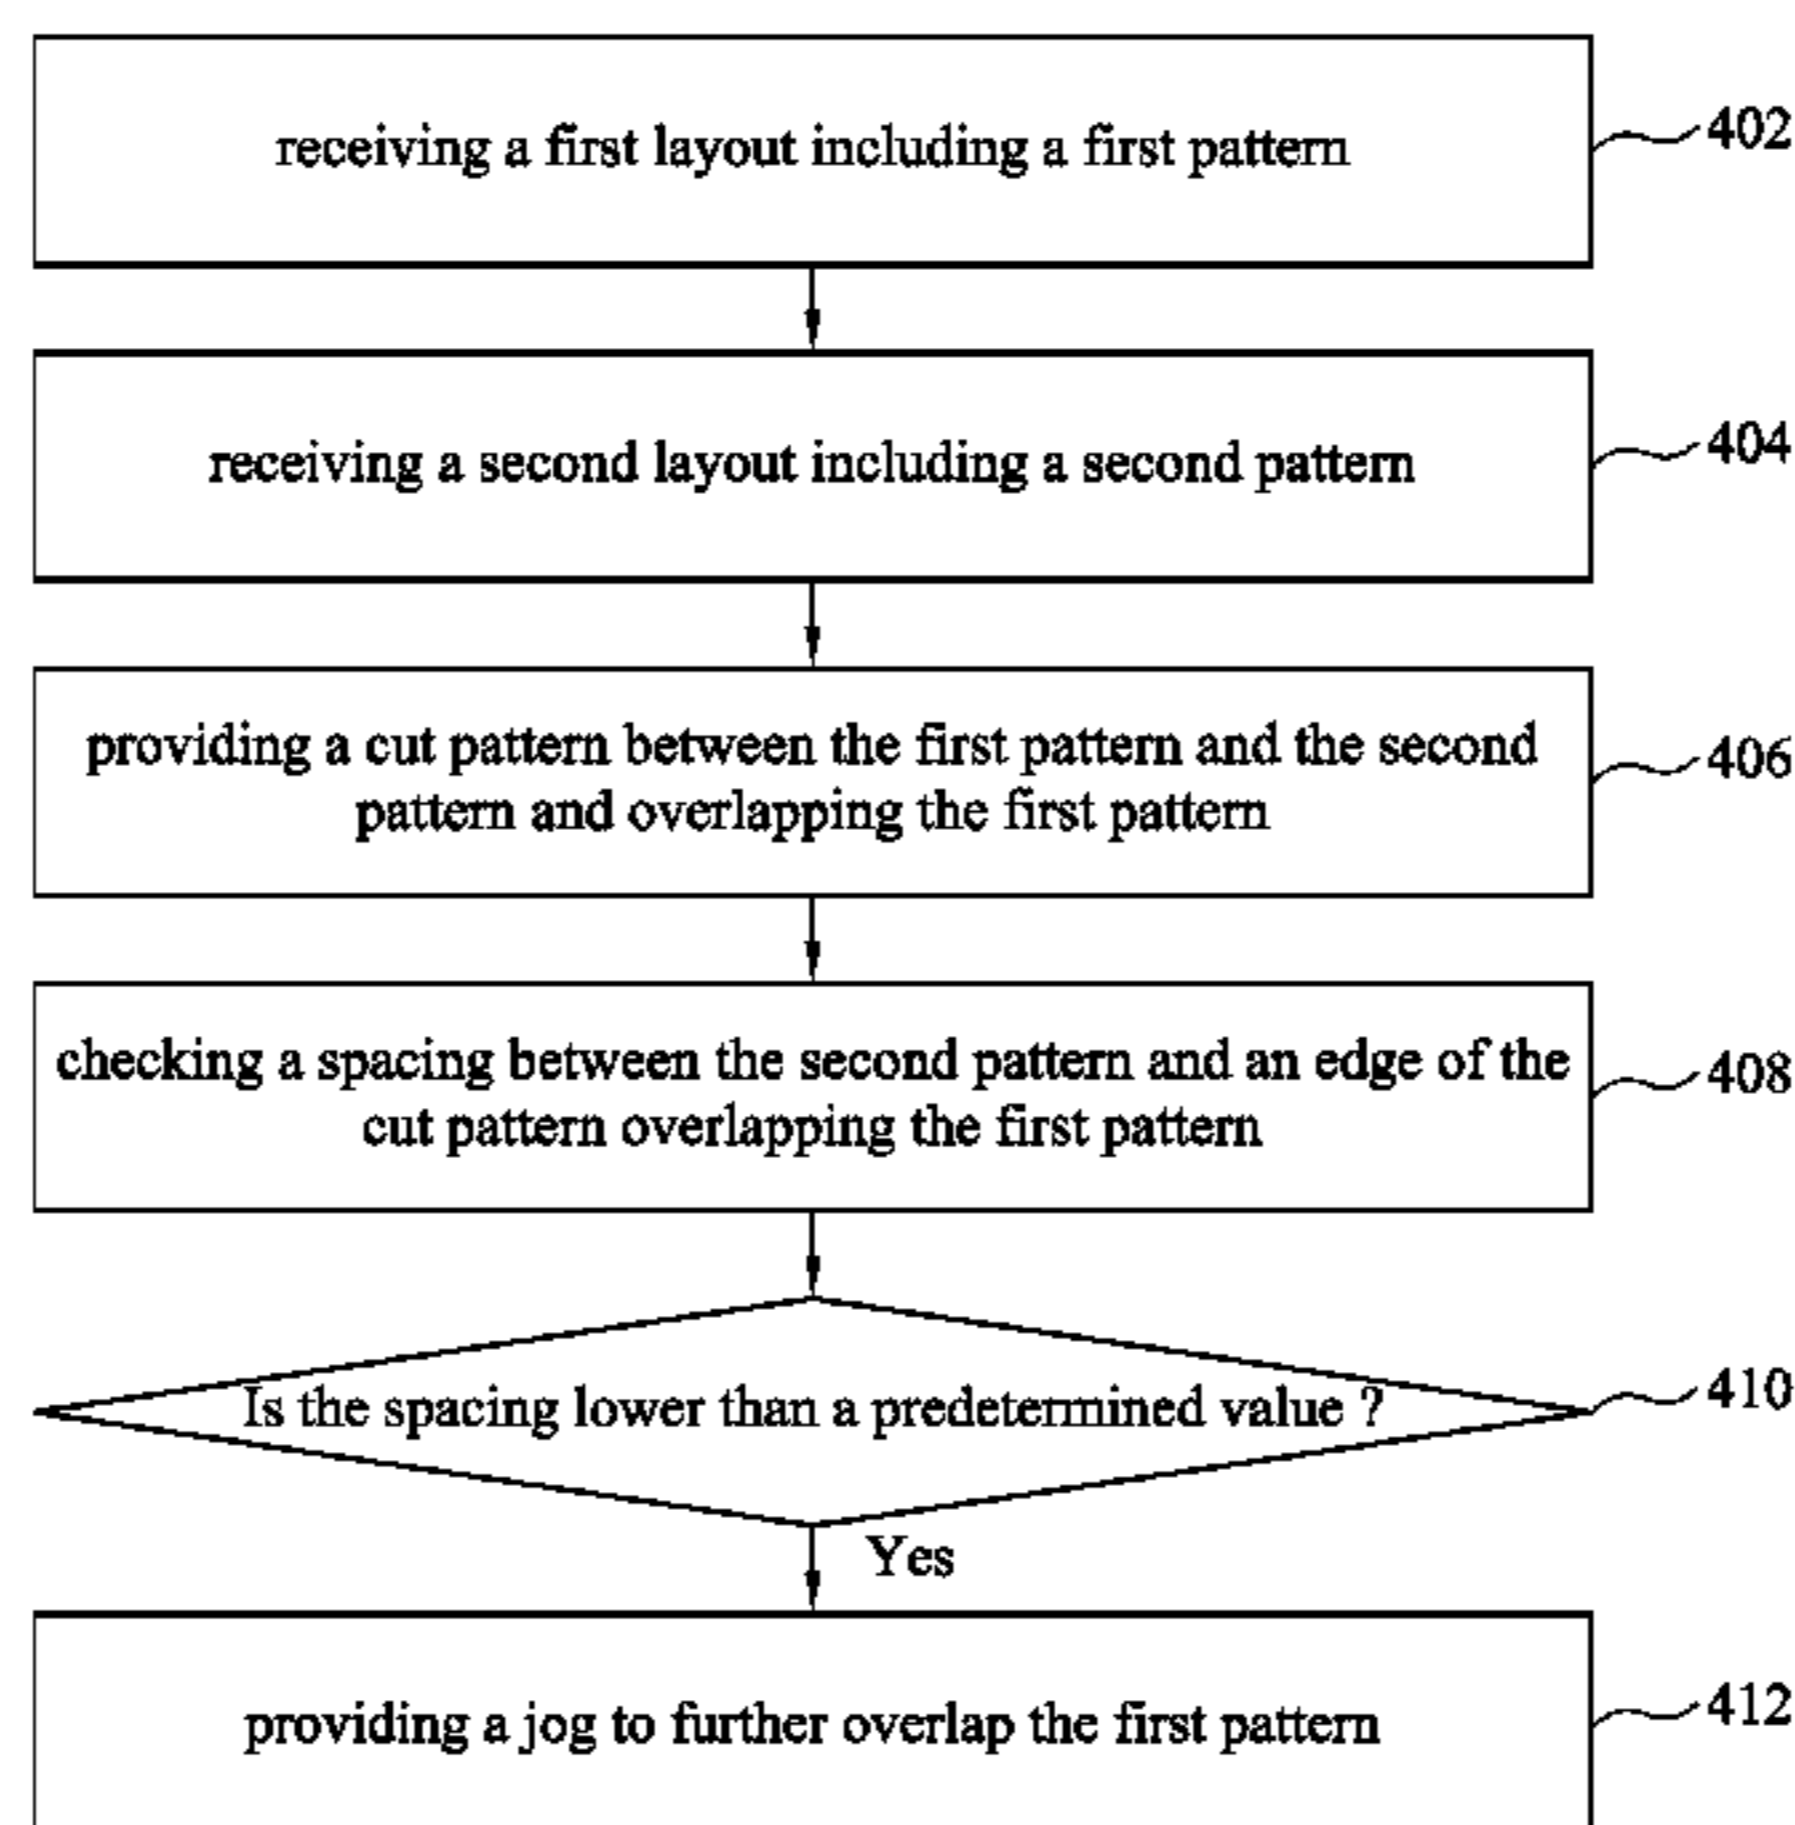 receiving a first layout including a first pattern
402
receiving a second layout including a second pattern
404
providing a cut pattern between the first pattern and the second
pattern and overlapping the first pattern
406
checking a spacing between the second pattern and an edge of the
cut pattern overlapping the first pattern
408
Is the spacing lower than a predetermined value ?
410
Yes
providing a jog to further overlap the first pattern
412